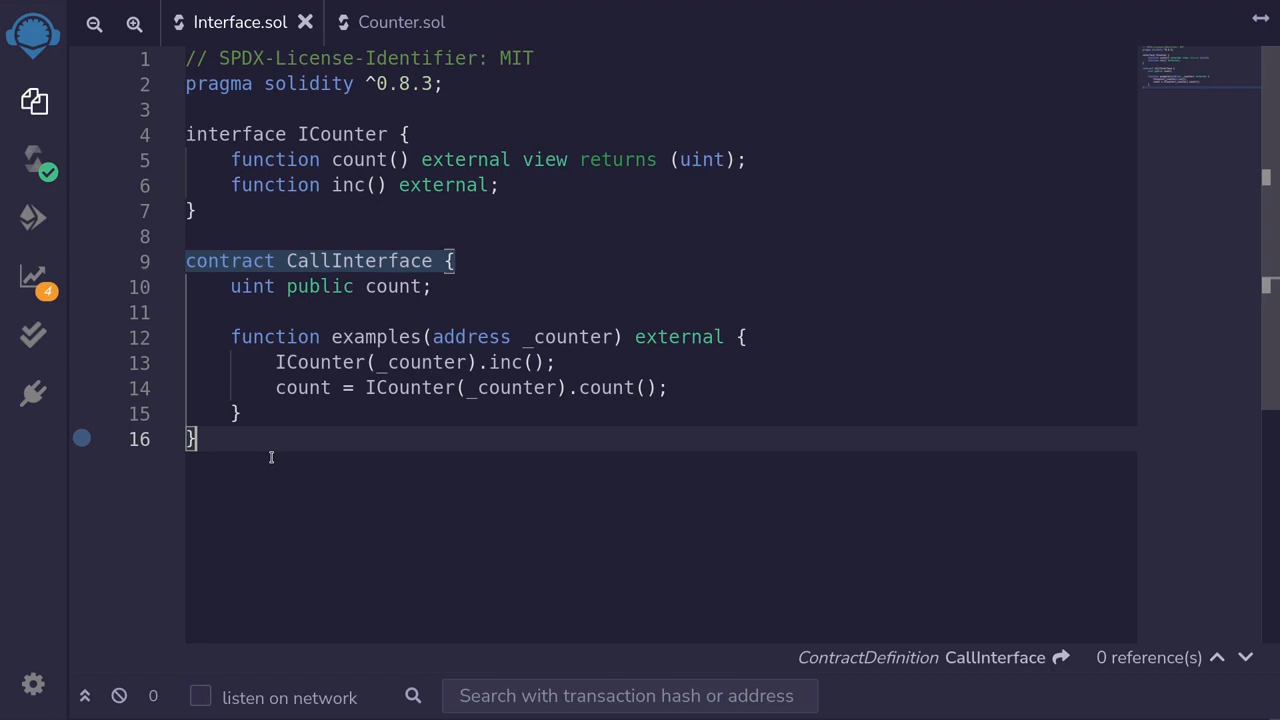 Interface.sol
Counter.sol
1 // SPDX-License-Identifier: MIT
2 pragma solidity ^0.8.3;
3
4 interface ICounter {
5     function count() external view returns (uint);
6     function inc() external;
7 }
8
9 contract CallInterface {
10     uint public count;
11
12     function examples(address _counter) external {
13         ICounter(_counter).inc();
14         count = ICounter(_counter).count();
15     }
16 }
4
ContractDefinition CallInterface 0 reference(s)
0 listen on network Search with transaction hash or address